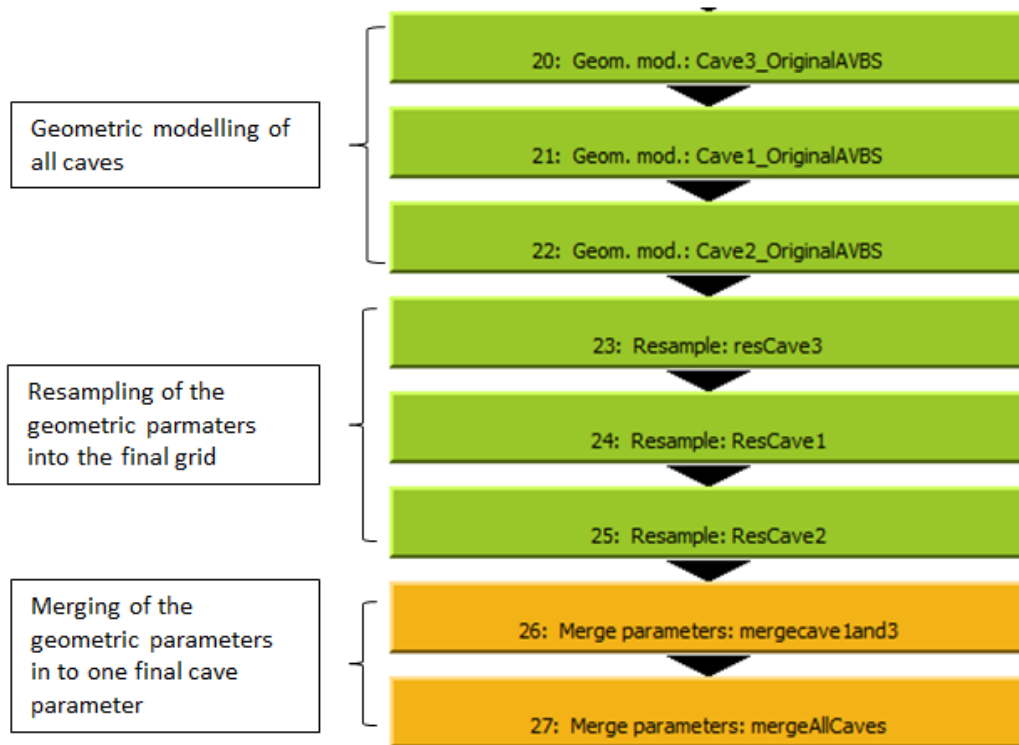 20: Geom. mod.: Cave3_OriginalAVBS
Geometric modelling of
all caves
21: Geom. mod.: Cave1_OriginalAVBS
22: Geom. mod.: Cave2_OriginalAVBS
23: Resample: resCave3
Resampling of the
geometric parmaters
into the final grid
24: Resample: ResCave1
25: Resample: ResCave2
Merging of the
geometric parameters
in to one final cave
parameter
26: Merge parameters: mergecave1and3
27: Merge parameters: mergeAllCaves